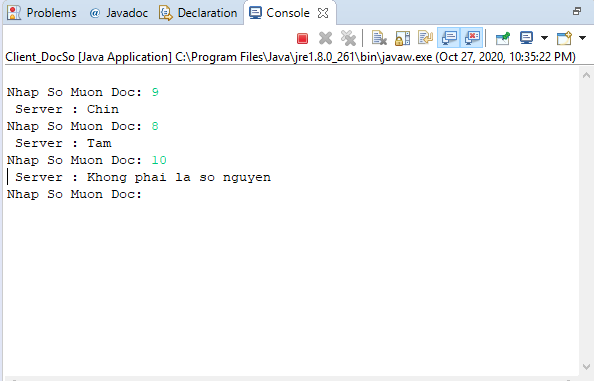 Problems @ Javadoc Declaration Console
Client_DocSo [Java Application] C:\Program Files\Java\jre1.8.0_261\bin\javaw.exe (Oct 27, 2020, 10:35:22 PM)
Nhap So Muon Doc: 9
Server : Chin
Nhap So Muon Doc: 8
Server : Tam
Nhap So Muon Doc: 10
Server : Khong phai la so nguyen
Nhap So Muon Doc: